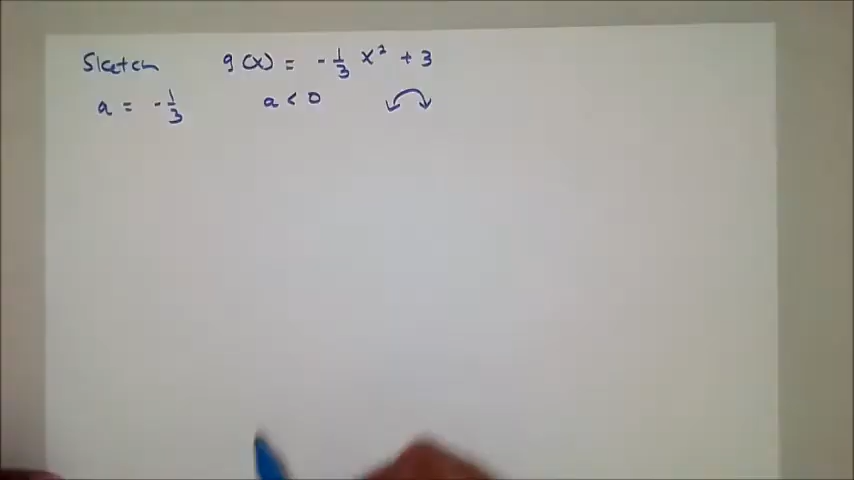 Sketch g(x) = -1/3 x² + 3
a = -1/3 a < 0